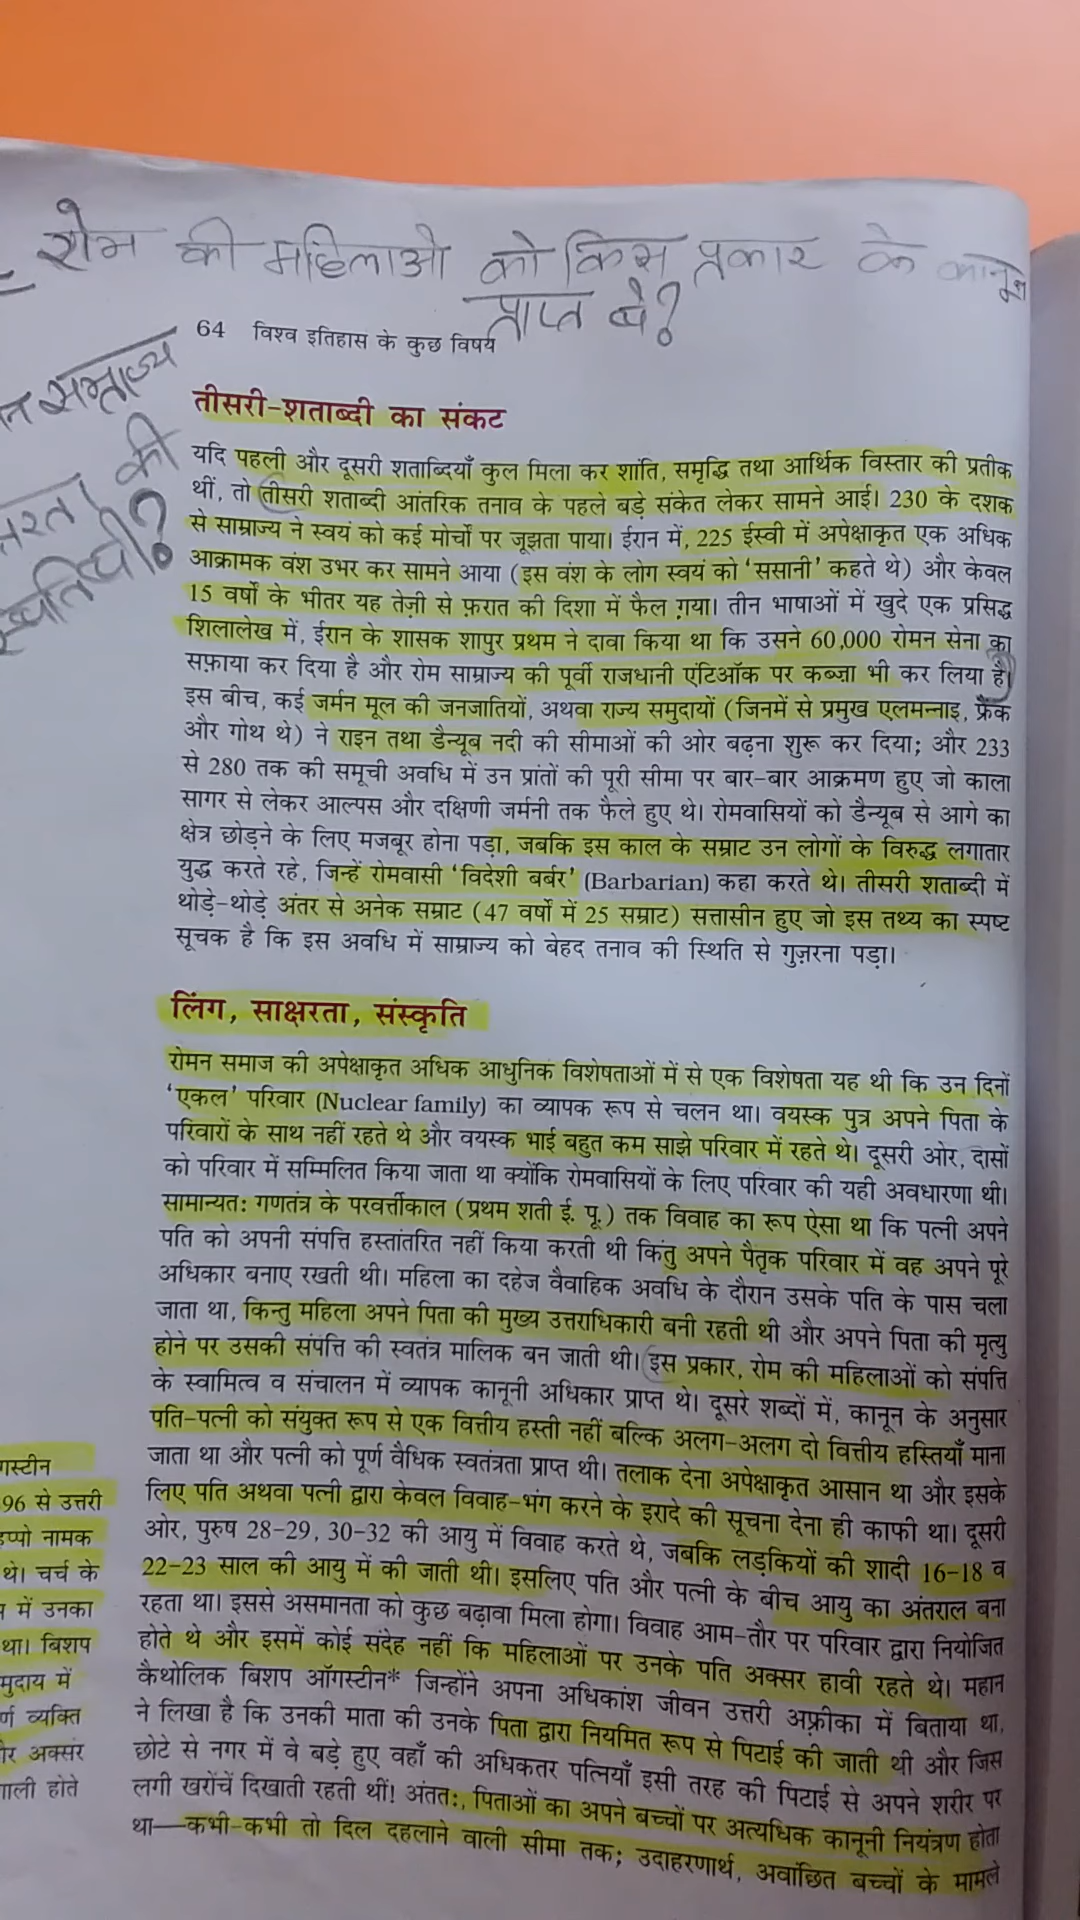 रोम की महिलाओ को किस प्रकार के कानून
प्राप्त थे?
64 विश्व इतिहास के कुछ विषय
तीसरी-शताब्दी का संकट
यदि पहली और दूसरी शताब्दियाँ कुल मिला कर शांति, समृद्धि तथा आर्थिक विस्तार की प्रतीक
थीं, तो तीसरी शताब्दी आंतरिक तनाव के पहले बड़े संकेत लेकर सामने आई। 230 के दशक
से साम्राज्य ने स्वयं को कई मोर्चों पर जूझता पाया। ईरान में, 225 ईस्वी में अपेक्षाकृत एक अधिक
आक्रामक वंश उभर कर सामने आया (इस वंश के लोग स्वयं को 'ससानी' कहते थे) और केवल
15 वर्षों के भीतर यह तेज़ी से फ़रात की दिशा में फैल गया। तीन भाषाओं में खुदे एक प्रसिद्ध
शिलालेख में, ईरान के शासक शापुर प्रथम ने दावा किया था कि उसने 60,000 रोमन सेना का
सफ़ाया कर दिया है और रोम साम्राज्य की पूर्वी राजधानी एंटिऑक पर कब्ज़ा भी कर लिया है।
इस बीच, कई जर्मन मूल की जनजातियों, अथवा राज्य समुदायों (जिनमें से प्रमुख एलमन्नाइ, फ्रैंक
और गोथ थे) ने राइन तथा डैन्यूब नदी की सीमाओं की ओर बढ़ना शुरू कर दिया; और 233
से 280 तक की समूची अवधि में उन प्रांतों की पूरी सीमा पर बार-बार आक्रमण हुए जो काला
सागर से लेकर आल्पस और दक्षिणी जर्मनी तक फैले हुए थे। रोमवासियों को डैन्यूब से आगे का
क्षेत्र छोड़ने के लिए मजबूर होना पड़ा, जबकि इस काल के सम्राट उन लोगों के विरुद्ध लगातार
युद्ध करते रहे, जिन्हें रोमवासी 'विदेशी बर्बर' (Barbarian) कहा करते थे। तीसरी शताब्दी में
थोड़े-थोड़े अंतर से अनेक सम्राट (47 वर्षों में 25 सम्राट) सत्तासीन हुए जो इस तथ्य का स्पष्ट
सूचक है कि इस अवधि में साम्राज्य को बेहद तनाव की स्थिति से गुज़रना पड़ा।
लिंग, साक्षरता, संस्कृति
रोमन समाज की अपेक्षाकृत अधिक आधुनिक विशेषताओं में से एक विशेषता यह थी कि उन दिनों
'एकल' परिवार (Nuclear family) का व्यापक रूप से चलन था। वयस्क पुत्र अपने पिता के
परिवारों के साथ नहीं रहते थे और वयस्क भाई बहुत कम साझे परिवार में रहते थे। दूसरी ओर, दासों
को परिवार में सम्मिलित किया जाता था क्योंकि रोमवासियों के लिए परिवार की यही अवधारणा थी।
सामान्यत: गणतंत्र के परवर्त्तीकाल (प्रथम शती ई. पू.) तक विवाह का रूप ऐसा था कि पत्नी अपने
पति को अपनी संपत्ति हस्तांतरित नहीं किया करती थी किंतु अपने पैतृक परिवार में वह अपने पूरे
अधिकार बनाए रखती थी। महिला का दहेज वैवाहिक अवधि के दौरान उसके पति के पास चला
जाता था, किन्तु महिला अपने पिता की मुख्य उत्तराधिकारी बनी रहती थी और अपने पिता की मृत्यु
होने पर उसकी संपत्ति की स्वतंत्र मालिक बन जाती थी। इस प्रकार, रोम की महिलाओं को संपत्ति
के स्वामित्व व संचालन में व्यापक कानूनी अधिकार प्राप्त थे। दूसरे शब्दों में, कानून के अनुसार
पति-पत्नी को संयुक्त रूप से एक वित्तीय हस्ती नहीं बल्कि अलग-अलग दो वित्तीय हस्तियाँ माना
जाता था और पत्नी को पूर्ण वैधिक स्वतंत्रता प्राप्त थी। तलाक देना अपेक्षाकृत आसान था और इसके
लिए पति अथवा पत्नी द्वारा केवल विवाह-भंग करने के इरादे की सूचना देना ही काफी था। दूसरी
ओर, पुरुष 28-29, 30-32 की आयु में विवाह करते थे, जबकि लड़कियों की शादी 16-18 व
22-23 साल की आयु में की जाती थी। इसलिए पति और पत्नी के बीच आयु का अंतराल बना
रहता था। इससे असमानता को कुछ बढ़ावा मिला होगा। विवाह आम-तौर पर परिवार द्वारा नियोजित
होते थे और इसमें कोई संदेह नहीं कि महिलाओं पर उनके पति अक्सर हावी रहते थे। महान
कैथोलिक बिशप ऑगस्टीन* जिन्होंने अपना अधिकांश जीवन उत्तरी अफ़्रीका में बिताया था,
ने लिखा है कि उनकी माता की उनके पिता द्वारा नियमित रूप से पिटाई की जाती थी और जिस
छोटे से नगर में वे बड़े हुए वहाँ की अधिकतर पत्नियाँ इसी तरह की पिटाई से अपने शरीर पर
लगी खरोंचें दिखाती रहती थीं! अंतत:, पिताओं का अपने बच्चों पर अत्यधिक कानूनी नियंत्रण होता
था—कभी-कभी तो दिल दहलाने वाली सीमा तक; उदाहरणार्थ, अवांछित बच्चों के मामले
गस्टीन
96 से उत्तरी
नामक
थे। चर्च के
में उनका
था। बिशप
मुदाय में
व्यक्ति
अक्सर
होते